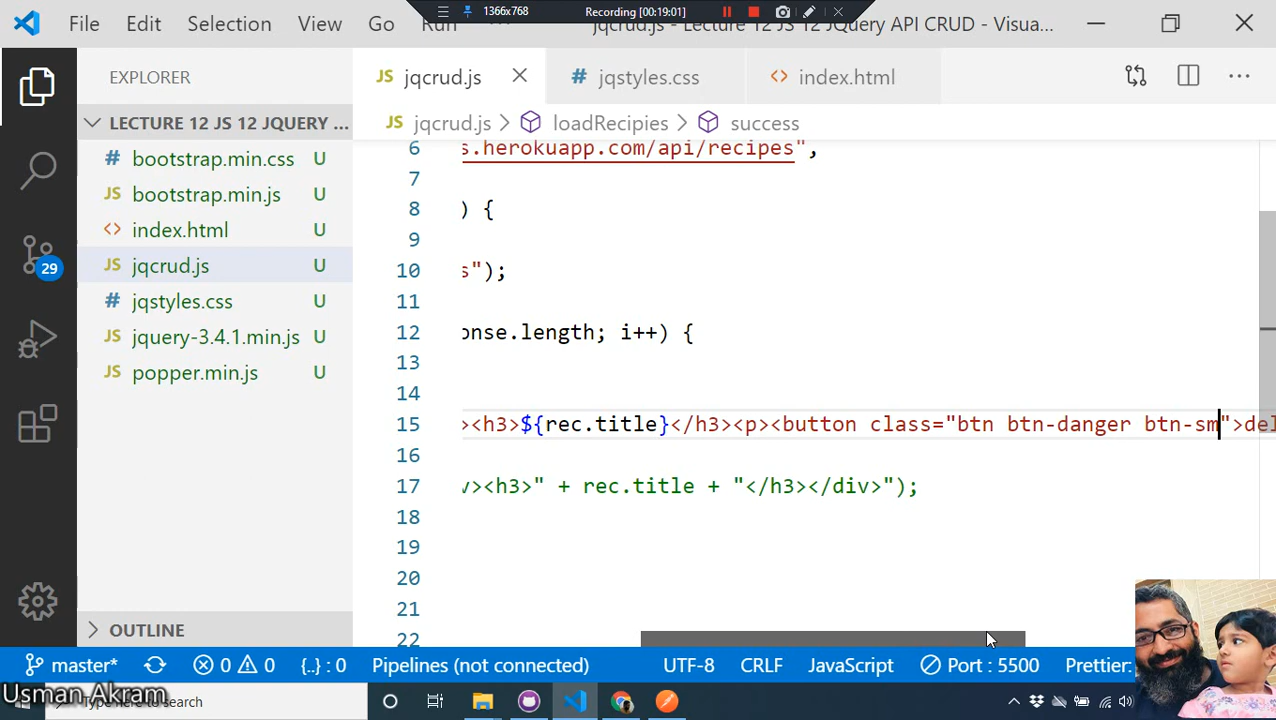 File Edit Selection View Go Run jqcrud.js - Lecture 12 JS 12 JQuery API CRUD - Visua...
1366x768 Recording [00:19:01]
EXPLORER
LECTURE 12 JS 12 JQUERY ...
bootstrap.min.css U
bootstrap.min.js U
index.html U
jqcrud.js U
jqstyles.css U
jquery-3.4.1.min.js U
popper.min.js U
OUTLINE
29
jqcrud.js jqstyles.css index.html
jqcrud.js > loadRecipies > success
6 s.herokuapp.com/api/recipes",
7
8 ) {
9
10 s");
11
12 onse.length; i++) {
13
14
15 ><h3>${rec.title}</h3><p><button class="btn btn-danger btn-sm">del
16
17 v><h3>" + rec.title + "</h3></div>");
18
19
20
21
22
master* 0 0 {..} : 0 Pipelines (not connected) UTF-8 CRLF JavaScript Port : 5500 Prettier:
Usman Akram
Type here to search